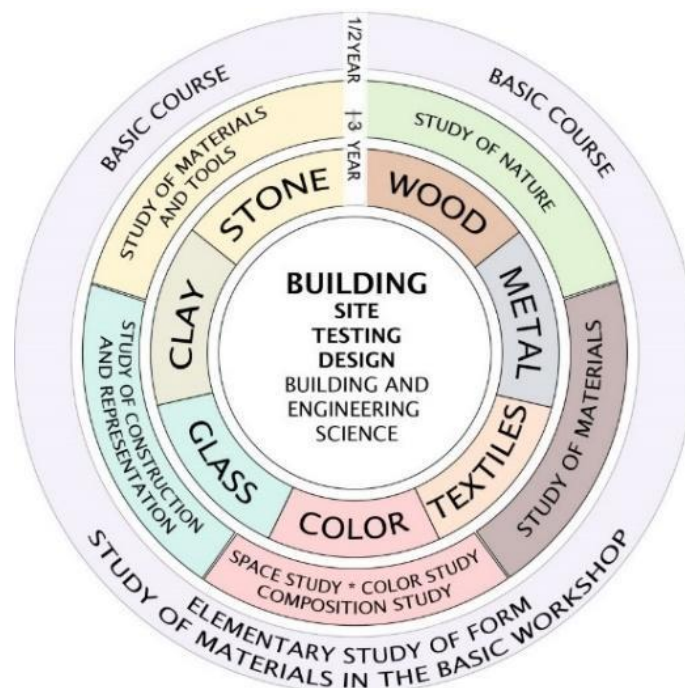 1/2 YEAR
BASIC COURSE
BASIC COURSE
ELEMENTARY STUDY OF FORM
STUDY OF MATERIALS IN THE BASIC WORKSHOP
3 YEAR
STUDY OF NATURE
STUDY OF MATERIALS
SPACE STUDY * COLOR STUDY
COMPOSITION STUDY
STUDY OF CONSTRUCTION
AND REPRESENTATION
STUDY OF MATERIALS
AND TOOLS
WOOD
METAL
TEXTILES
COLOR
GLASS
CLAY
STONE
BUILDING
SITE
TESTING
DESIGN
BUILDING AND
ENGINEERING
SCIENCE